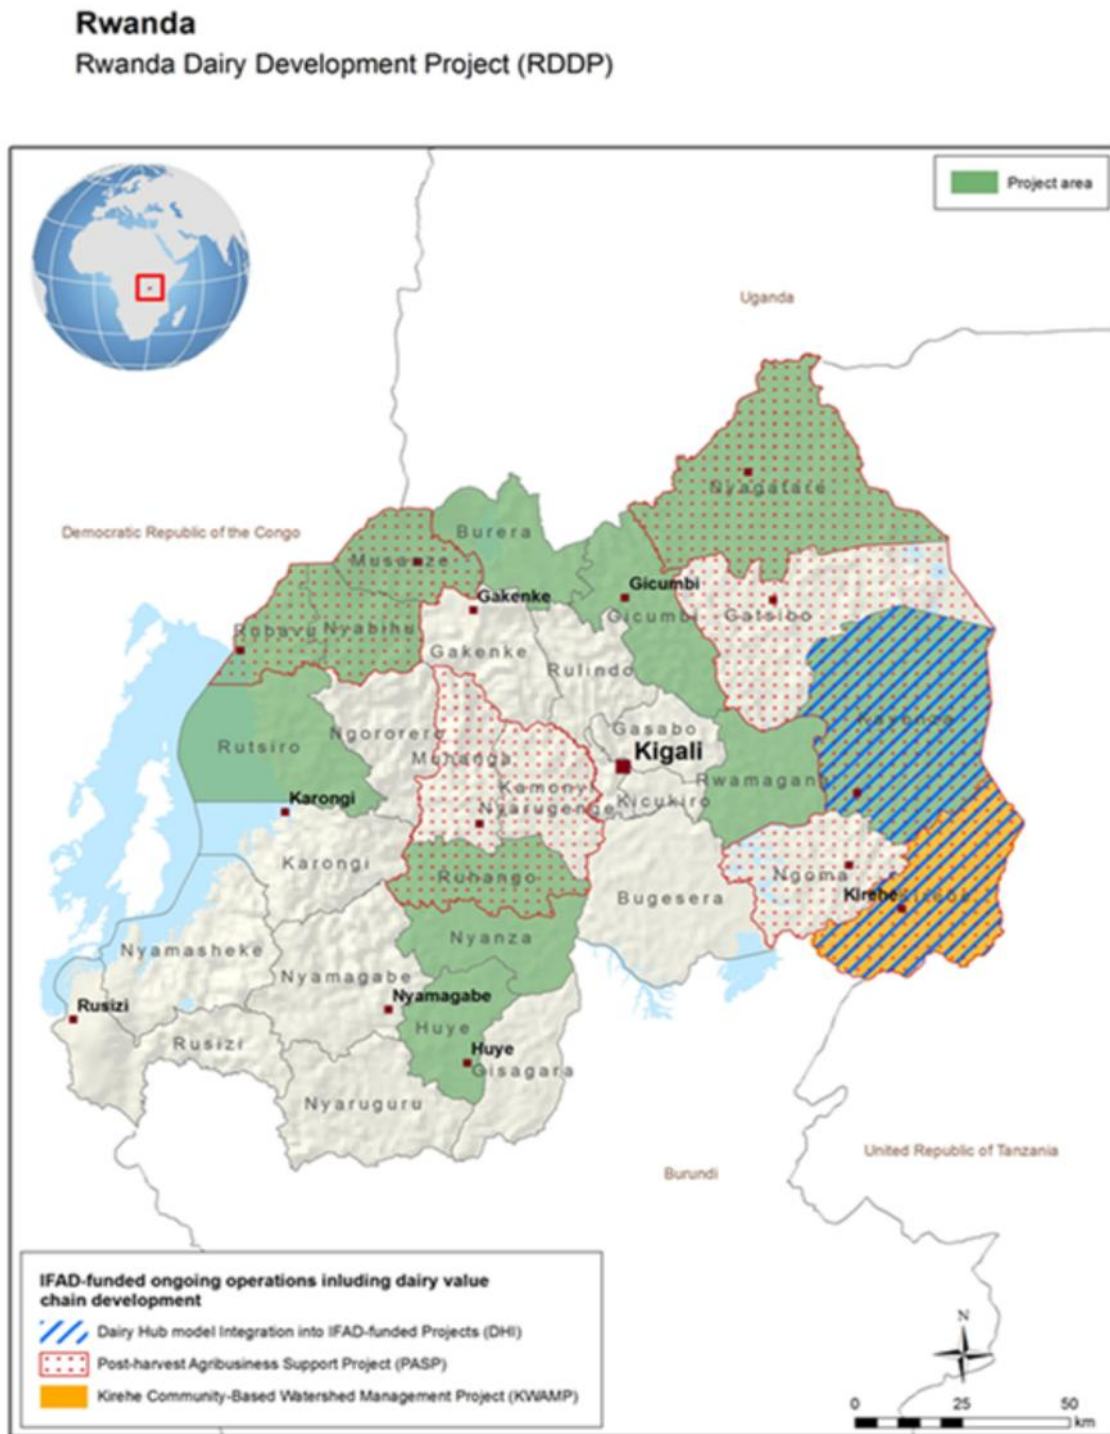 Rwanda
Rwanda Dairy Development Project (RDDP)
Project area
Uganda
Democratic Republic of the Congo
Nyagatare
Burera
Musanze
Gicumbi
Gakenke
Gicumbi
Gatsibo
Rubavu
Nyabihu
Gakenke
Rulindo
Rutsiro
Ngororero
Gasabo
Kigali
Muhanga
Kamony
Rwamagan
Karongi
Nyarugenge
Kicukiro
Karongi
Ruhango
Ngoma
Kirehe
Bugesera
Nyanza
Nyamasheke
Nyamagabe
Nyamagabe
Rusizi
Huye
Rusizi
Huye
Gisagara
Nyaruguru
United Republic of Tanzania
Burundi
IFAD-funded ongoing operations inluding dairy value
chain development
Dairy Hub model Integration into IFAD-funded Projects (DHI)
Post-harvest Agribusiness Support Project (PASP)
Kirehe Community-Based Watershed Management Project (KWAMP)
N
0 25 50
km